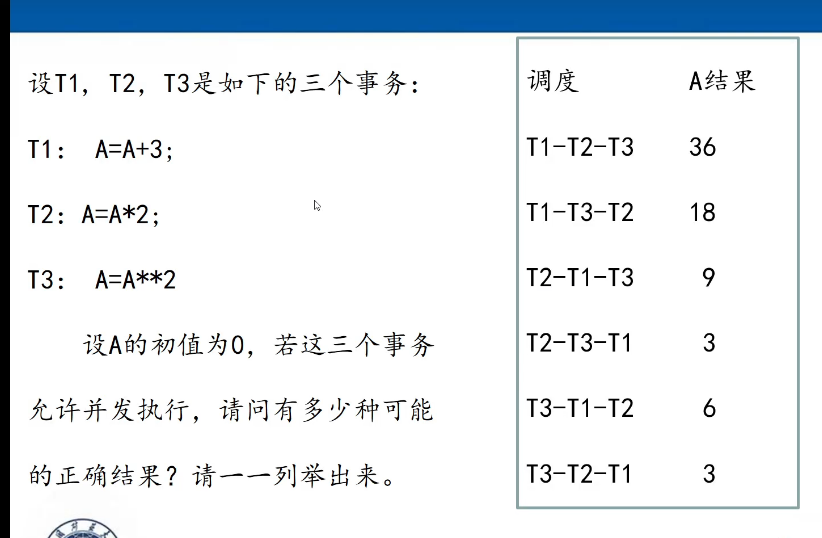 设T1, T2, T3是如下的三个事务:
T1: A=A+3;
T2: A=A*2;
T3: A=A**2
设A的初值为0, 若这三个事务
允许并发执行, 请问有多少种可能
的正确结果? 请一一列举出来。
调度 A结果
T1-T2-T3 36
T1-T3-T2 18
T2-T1-T3 9
T2-T3-T1 3
T3-T1-T2 6
T3-T2-T1 3